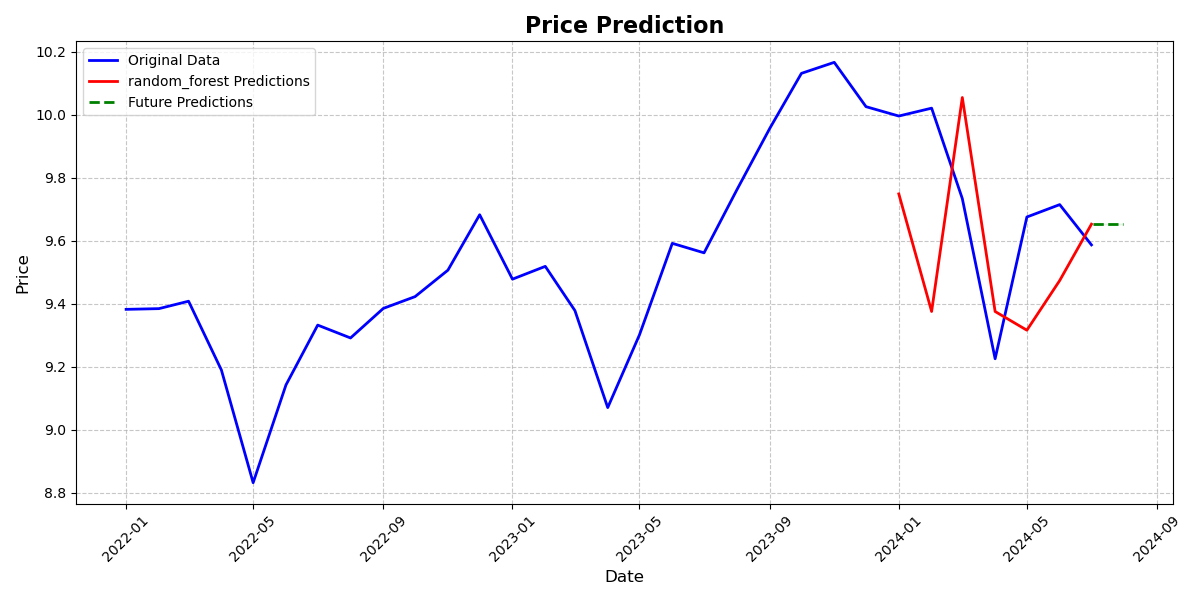 Price Prediction
Original Data
random_forest Predictions
Future Predictions
Price
10.2
10.0
9.8
9.6
9.4
9.2
9.0
8.8
2022-01
2022-05
2022-09
2023-01
2023-05
2023-09
2024-01
2024-05
2024-09
Date